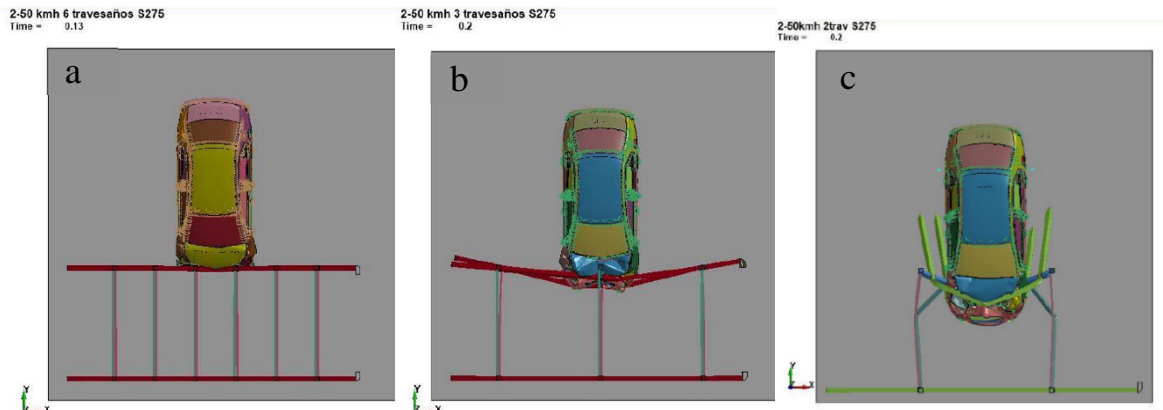 2-50 kmh 6 travesaños S275
Time = 0.13
a
Y
Z X
2-50 kmh 3 travesaños S275
Time = 0.2
b
Y
Z X
2-50kmh 2trav S275
Time = 0.2
c
Y
Z X